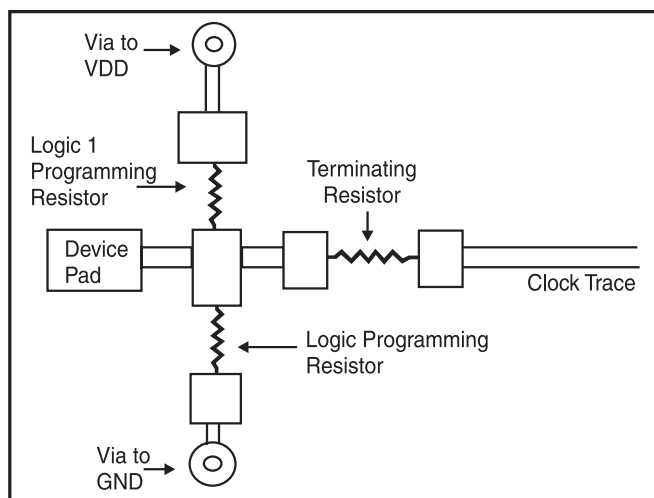 Via to
VDD
Logic 1
Programming
Resistor
Terminating
Resistor
Device
Pad
Clock Trace
Logic Programming
Resistor
Via to
GND